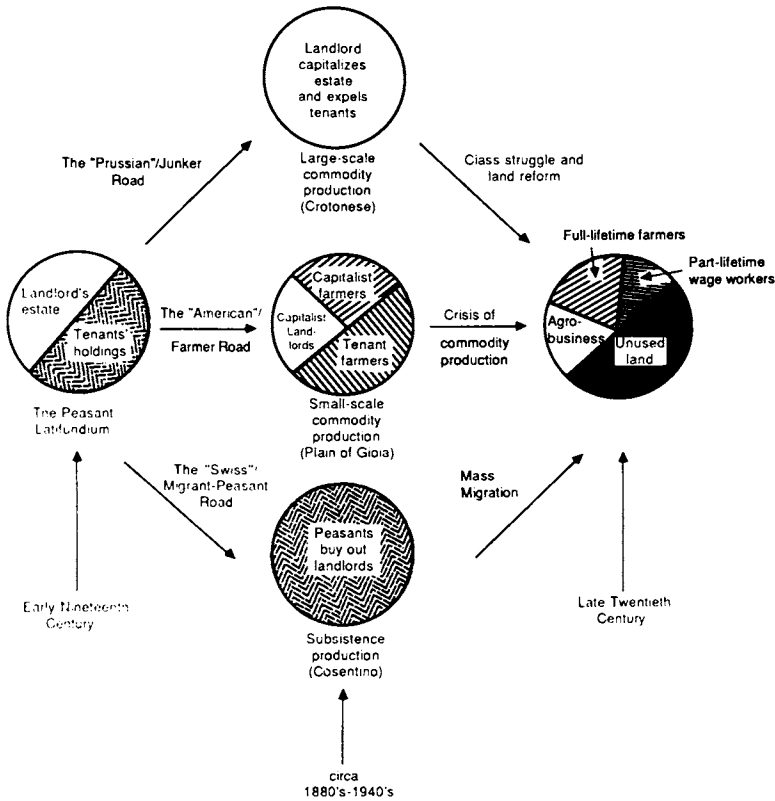 Landlord
capitalizes
estate
and expels
tenants
Large-scale
commodity
production
(Crotonese)
The "Prussian"/Junker
Road
Class struggle and
land reform
Landlord's
estate
Tenants'
holdings
The Peasant
Latifundium
The "American"/
Farmer Road
Capitalist
farmers
Capitalist
Land-
lords
Tenant
farmers
Small-scale
commodity
production
(Plain of Gioia)
Crisis of
commodity
production
Full-lifetime farmers
Part-lifetime
wage workers
Agro-
business
Unused
land
The "Swiss"/
Migrant-Peasant
Road
Mass
Migration
Peasants
buy out
landlords
Subsistence
production
(Cosentino)
Early Nineteenth
Century
Late Twentieth
Century
circa
1880's-1940's